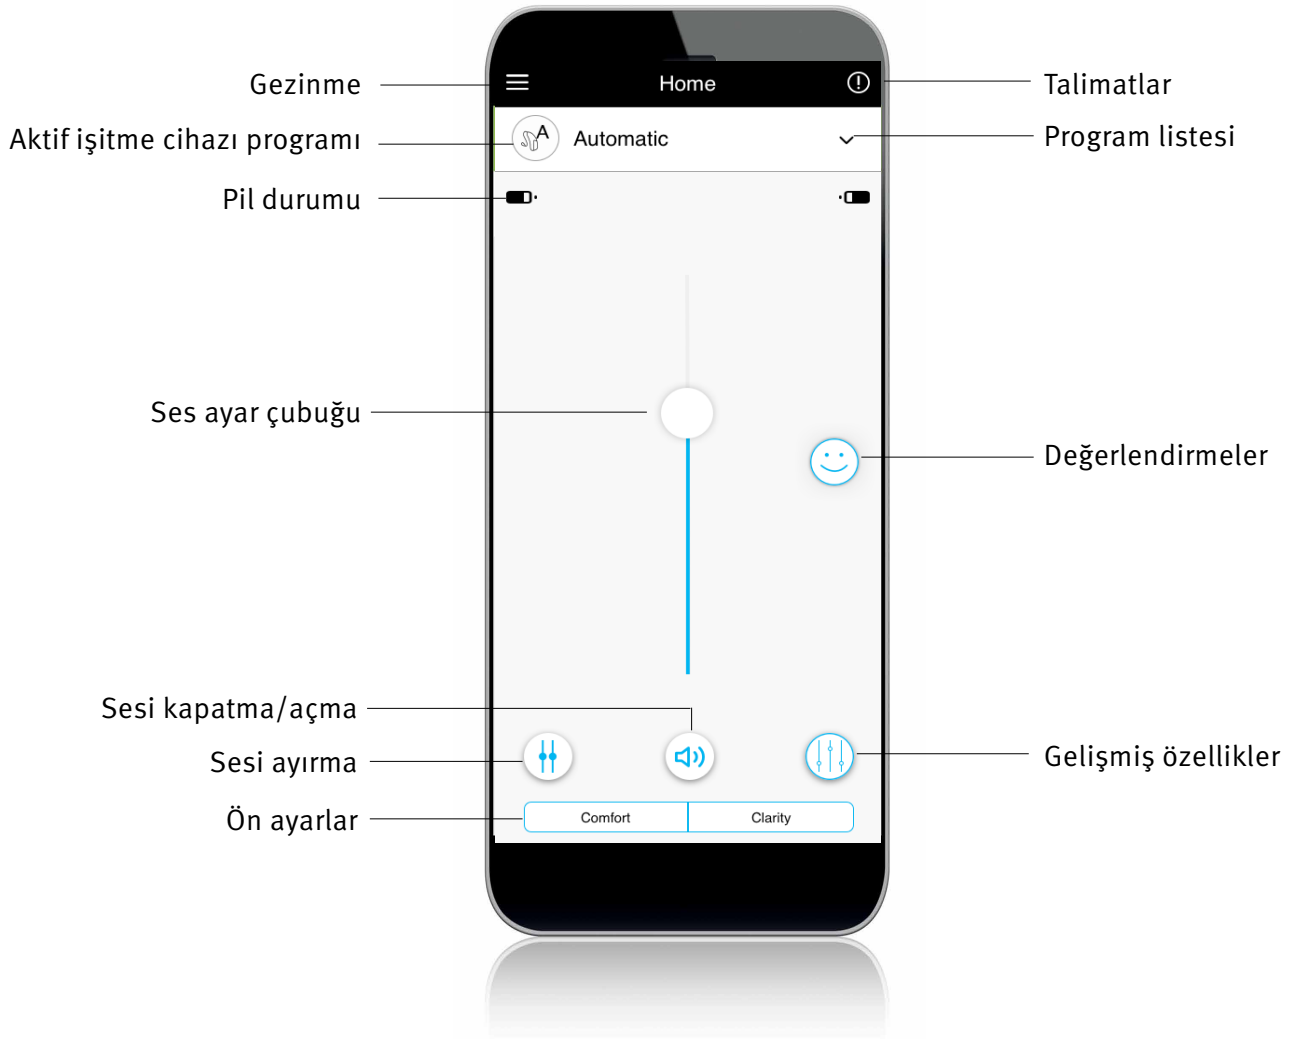 Gezinme
Home
Talimatlar
Aktif işitme cihazı programı
A
Automatic
Program listesi
Pil durumu
Ses ayar çubuğu
Değerlendirmeler
Sesi kapatma/açma
Sesi ayırma
Gelişmiş özellikler
Ön ayarlar
Comfort
Clarity